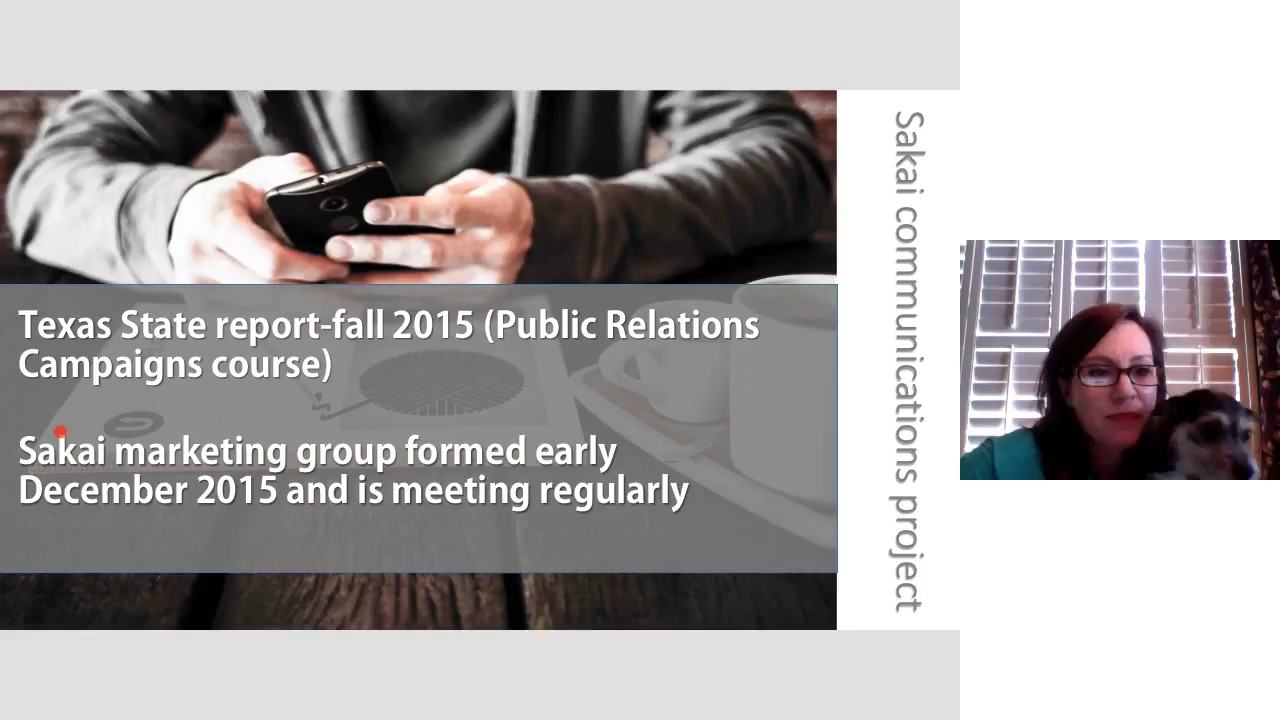 Texas State report-fall 2015 (Public Relations
Campaigns course)
Sakai marketing group formed early
December 2015 and is meeting regularly
Sakai communications project